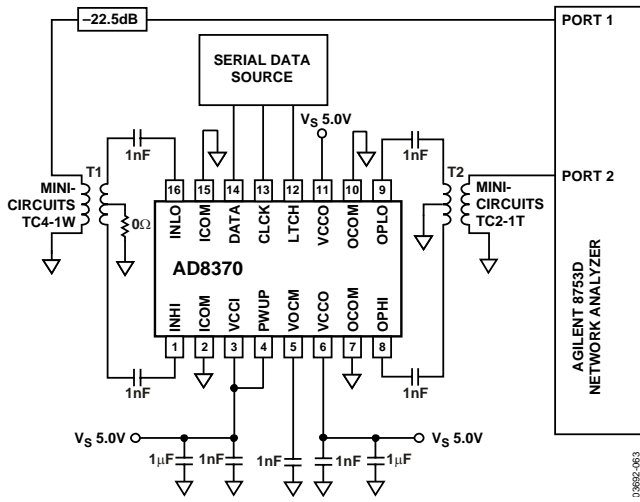 –22.5dB
PORT 1
SERIAL DATA
SOURCE
VS 5.0V
1nF
1nF
T1
T2
MINI-
CIRCUITS
TC4-1W
0Ω
MINI-
CIRCUITS
TC2-1T
PORT 2
16 15 14 13 12 11 10 9
INLO ICOM DATA CLCK LTCH VCCO OCOM OPLO
AD8370
INHI ICOM VCCI PWUP VOCM VCCO OCOM OPHI
1 2 3 4 5 6 7 8
1nF
1nF
VS 5.0V
VS 5.0V
1μF
1nF
1nF
1nF
1μF
AGILENT 8753D
NETWORK ANALYZER
03692-063